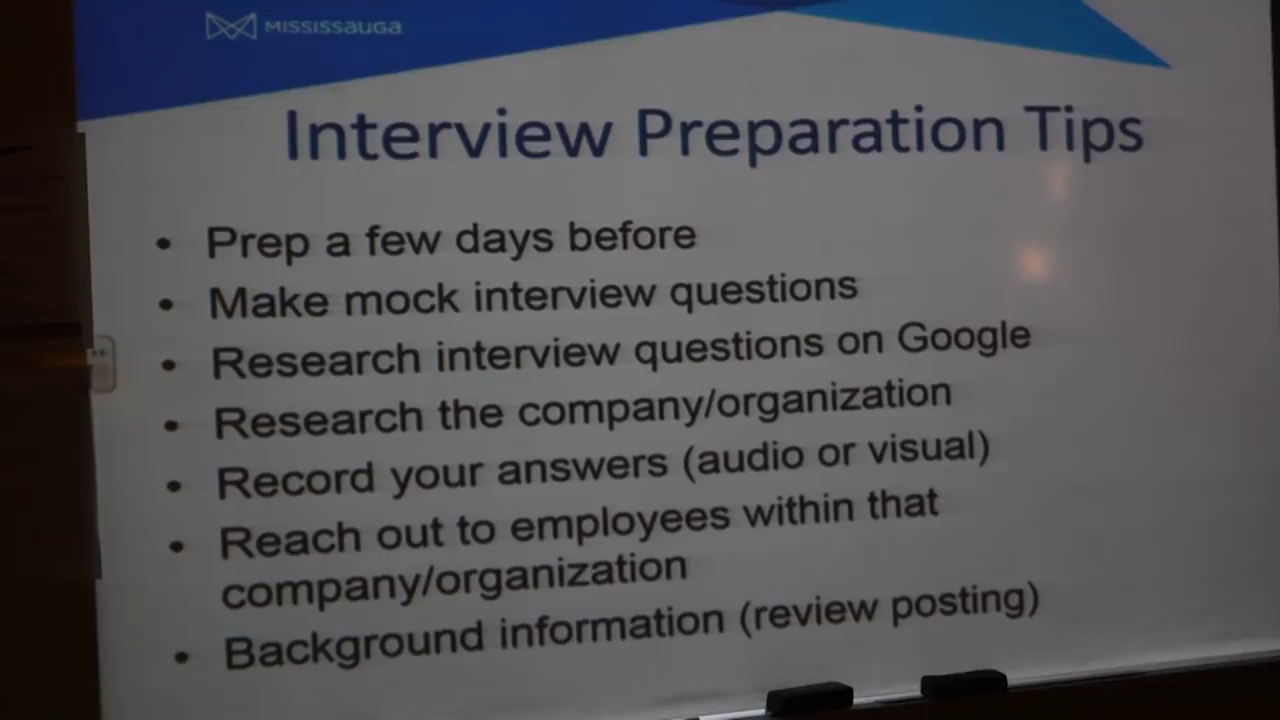 MISSISSAUGA
Interview Preparation Tips
• Prep a few days before
• Make mock interview questions
• Research interview questions on Google
• Research the company/organization
• Record your answers (audio or visual)
• Reach out to employees within that
company/organization
• Background information (review posting)